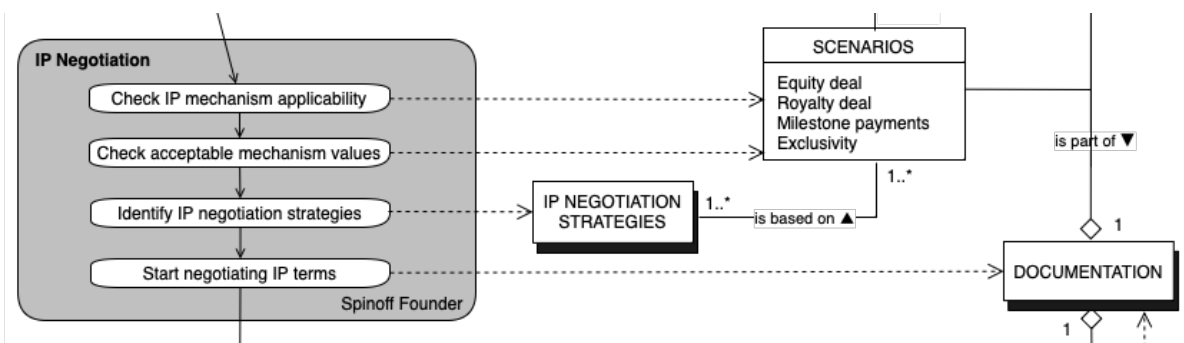 IP Negotiation
Check IP mechanism applicability
Check acceptable mechanism values
Identify IP negotiation strategies
Start negotiating IP terms
Spinoff Founder
SCENARIOS
Equity deal
Royalty deal
Milestone payments
Exclusivity
is part of ▼
1..*
IP NEGOTIATION
STRATEGIES
1..*
is based on ▲
1
DOCUMENTATION
1